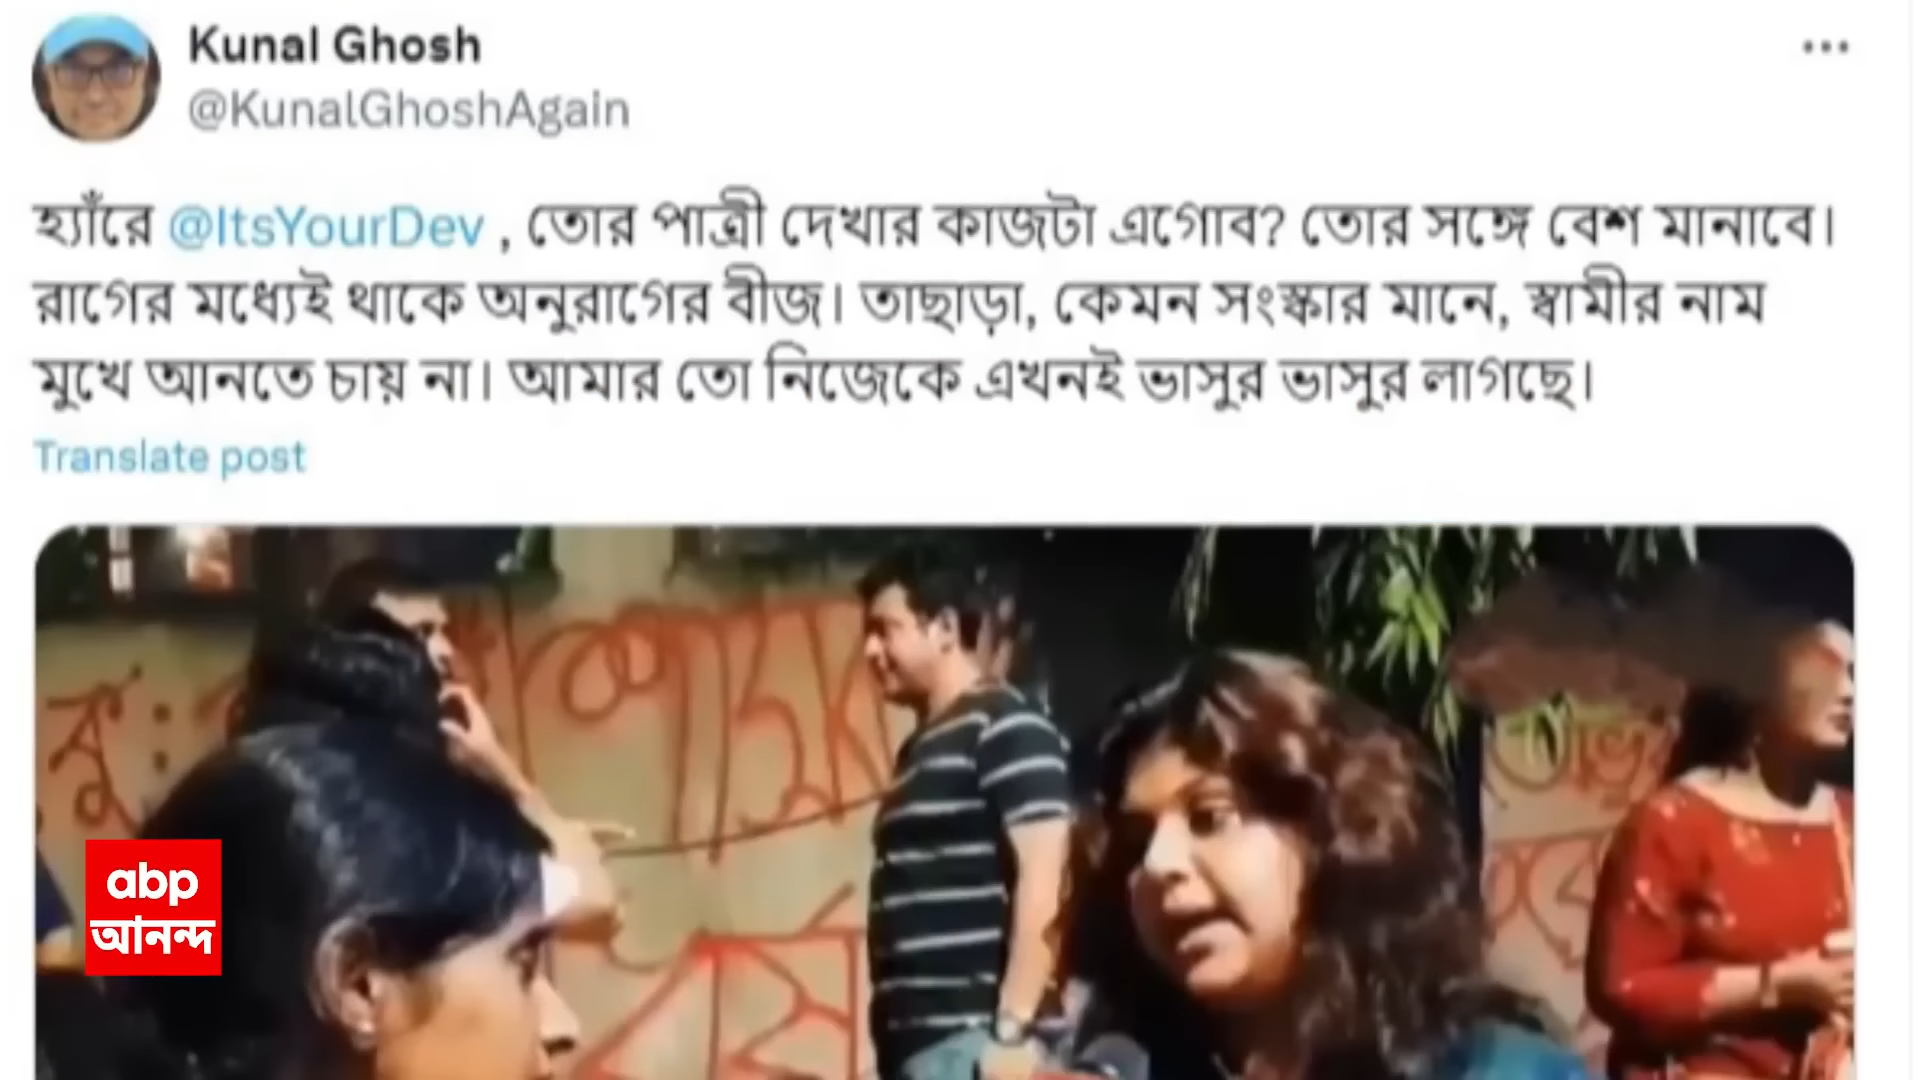 Kunal Ghosh
@KunalGhoshAgain
হ্যাঁরে @ItsYourDev , তোর পাত্রী দেখার কাজটা এগোব? তোর সঙ্গে বেশ মানাবে।
রাগের মধ্যেই থাকে অনুরাগের বীজ। তাছাড়া, কেমন সংস্কার মানে, স্বামীর নাম
মুখে আনতে চায় না। আমার তো নিজেকে এখনই ভাসুর ভাসুর লাগছে।
Translate post
abp
আনন্দ